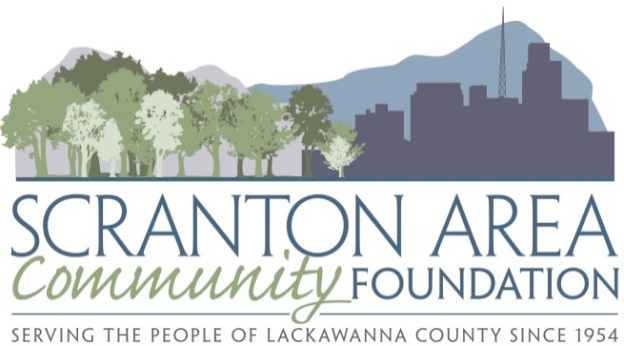 SCRANTON AREA
Community FOUNDATION
SERVING THE PEOPLE OF LACKAWANNA COUNTY SINCE 1954